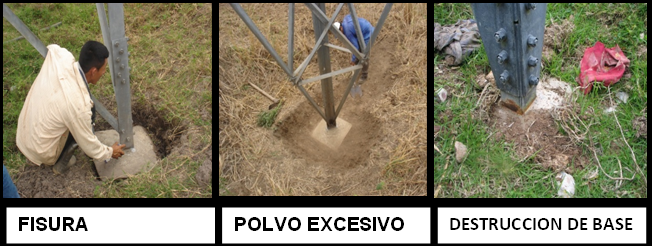 FISURA
POLVO EXCESIVO
DESTRUCCION DE BASE